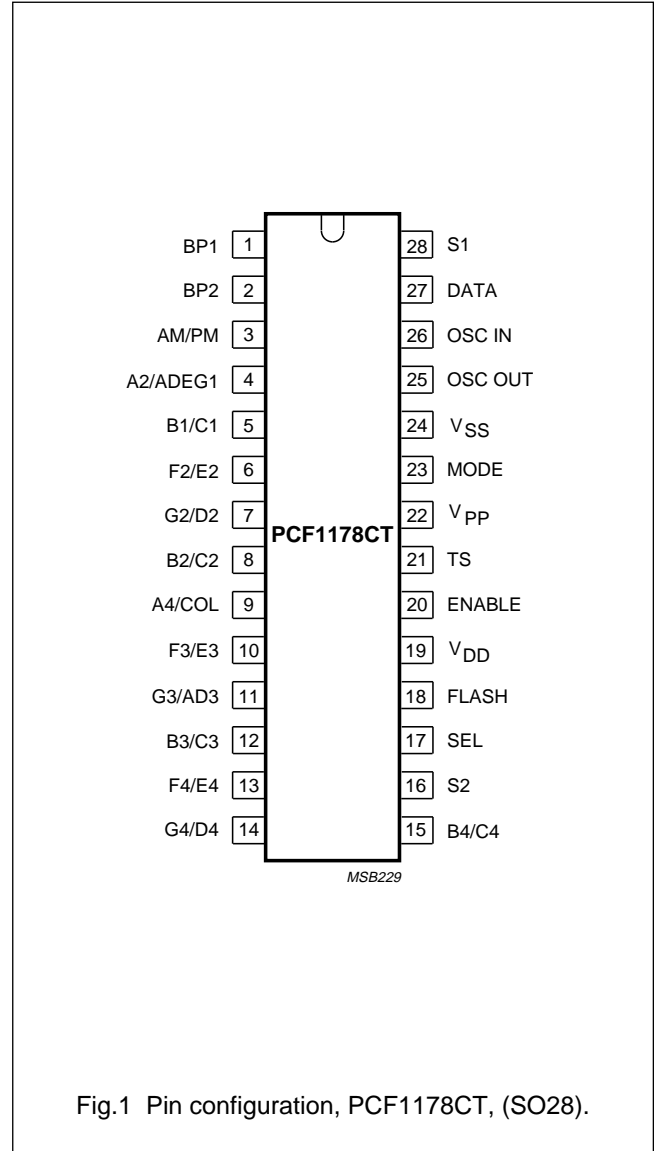 BP1 1 28 S1
BP2 2 27 DATA
AM/PM 3 26 OSC IN
A2/ADEG1 4 25 OSC OUT
B1/C1 5 24 VSS
F2/E2 6 23 MODE
G2/D2 7 22 VPP
PCF1178CT
B2/C2 8 21 TS
A4/COL 9 20 ENABLE
F3/E3 10 19 VDD
G3/AD3 11 18 FLASH
B3/C3 12 17 SEL
F4/E4 13 16 S2
G4/D4 14 15 B4/C4
MSB229
Fig.1 Pin configuration, PCF1178CT, (SO28).